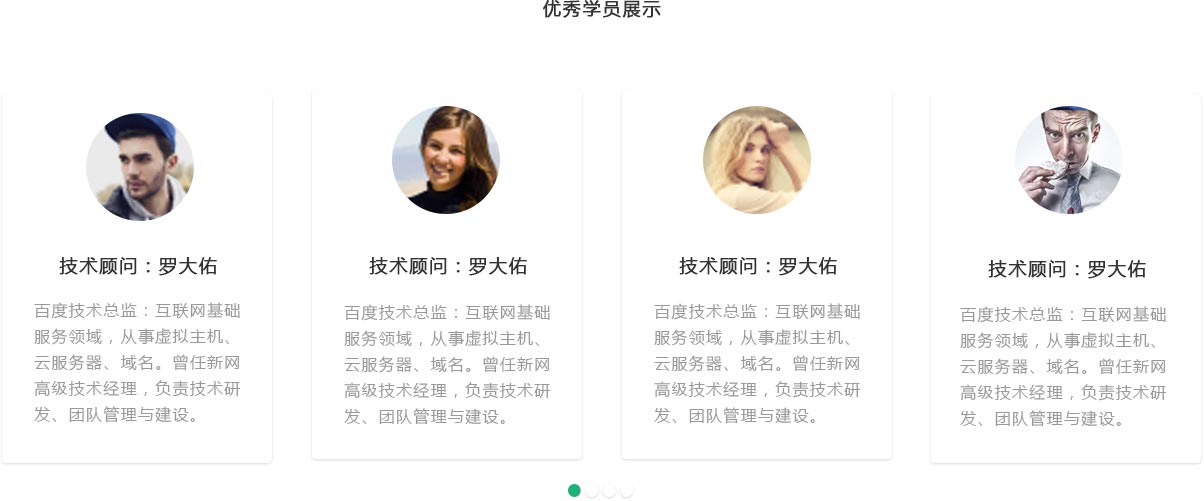 优秀学员展示
技术顾问：罗大佑
百度技术总监：互联网基础
服务领域，从事虚拟主机、
云服务器、域名。曾任新网
高级技术经理，负责技术研
发、团队管理与建设。
技术顾问：罗大佑
百度技术总监：互联网基础
服务领域，从事虚拟主机、
云服务器、域名。曾任新网
高级技术经理，负责技术研
发、团队管理与建设。
技术顾问：罗大佑
百度技术总监：互联网基础
服务领域，从事虚拟主机、
云服务器、域名。曾任新网
高级技术经理，负责技术研
发、团队管理与建设。
技术顾问：罗大佑
百度技术总监：互联网基础
服务领域，从事虚拟主机、
云服务器、域名。曾任新网
高级技术经理，负责技术研
发、团队管理与建设。